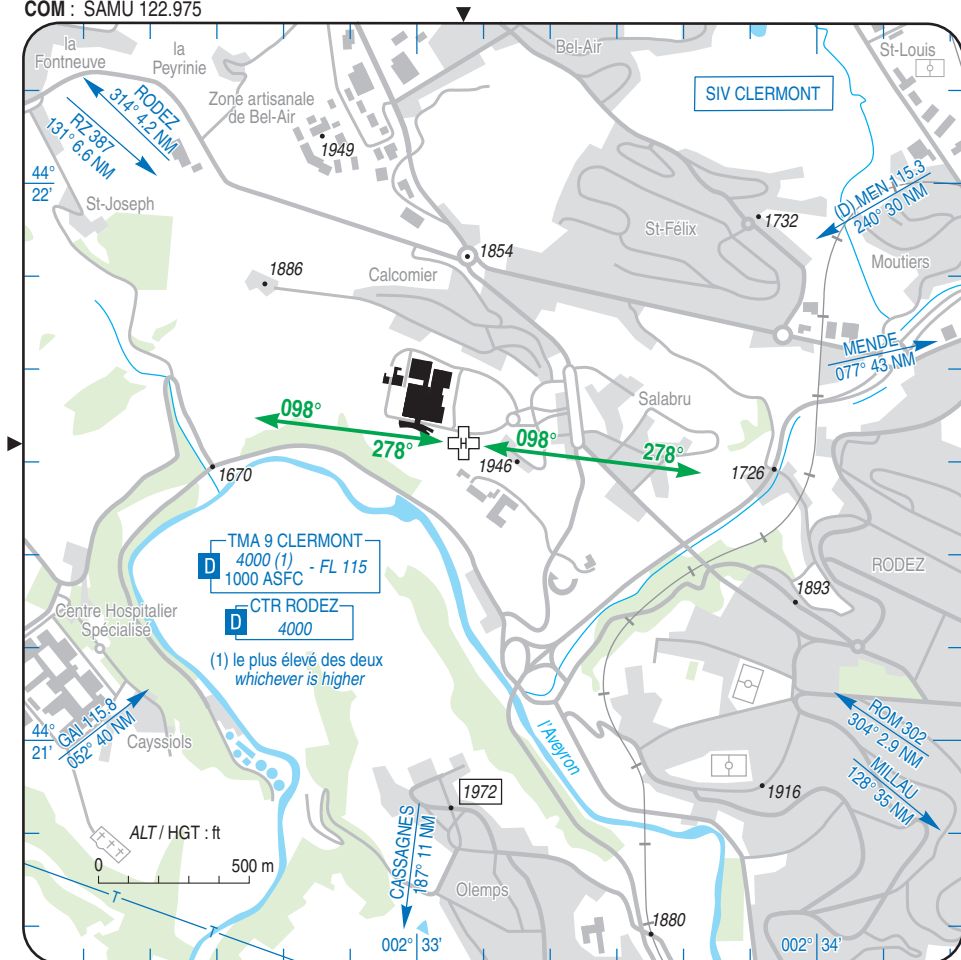 COM : SAMU 122.975
la
Fontneuve
la
Peyrinie
Bel-Air
St-Louis
SIV CLERMONT
RODEZ
314° 4.2 NM
RZ 387
131° 6.6 NM
Zone artisanale
de Bel-Air
1949
44°
22'
St-Joseph
(D) MEN 115.3
240° 30 NM
1732
St-Félix
1854
Moutiers
1886
Calcomier
MENDE
077° 43 NM
Salabru
098°
278°
H
098°
278°
1946
1670
1726
TMA 9 CLERMONT
D
4000 (1)
1000 ASFC
- FL 115
CTR RODEZ
D
4000
(1) le plus élevé des deux
whichever is higher
RODEZ
1893
Centre Hospitalier
Spécialisé
GAI 115.8
052° 40 NM
44°
21'
Cayssiols
l'Aveyron
ROM 302
304° 2.9 NM
MILLAU
128° 35 NM
1972
1916
ALT / HGT : ft
0
500 m
CASSAGNES
187° 11 NM
Olemps
T
T
1880
002° 33'
002° 34'